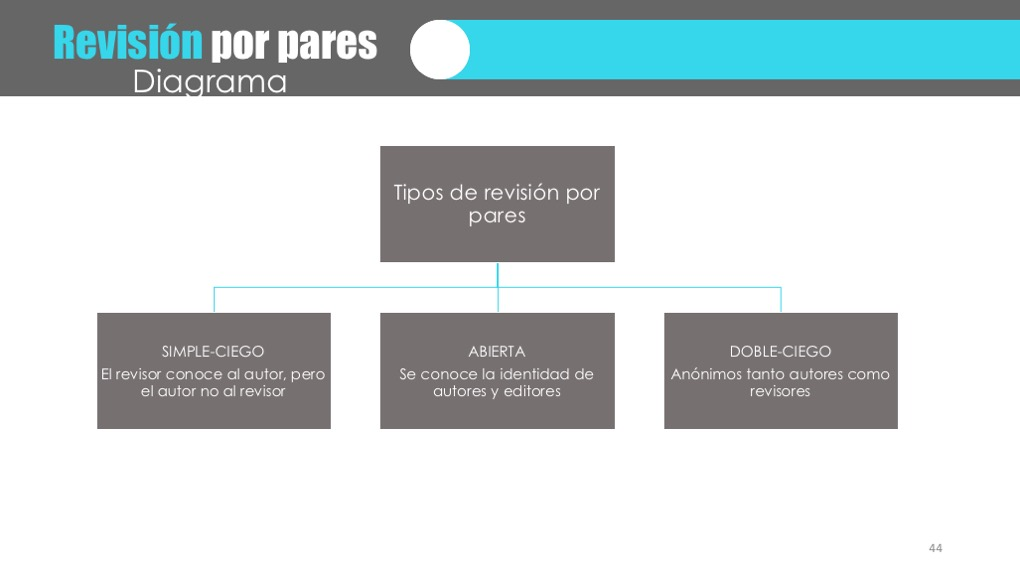 Revisión por pares
Diagrama
Tipos de revisión por
pares
SIMPLE-CIEGO
El revisor conoce al autor, pero
el autor no al revisor
ABIERTA
Se conoce la identidad de
autores y editores
DOBLE-CIEGO
Anónimos tanto autores como
revisores
44